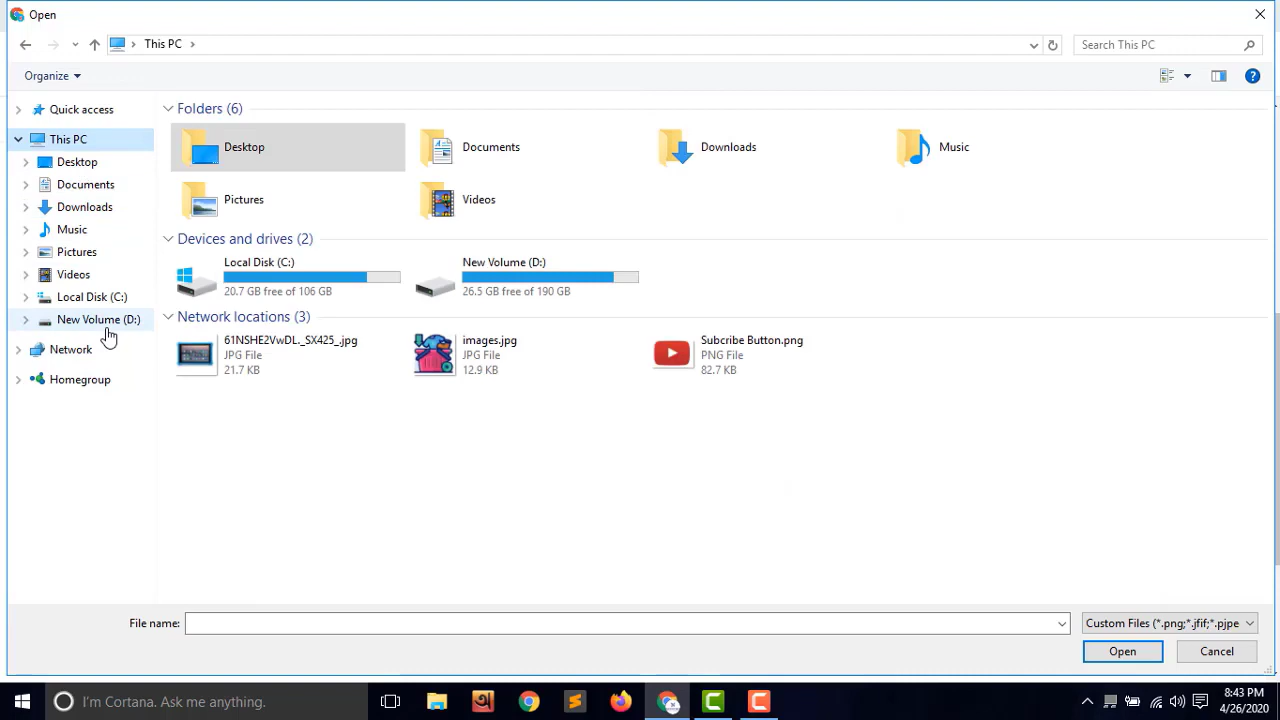 Open
This PC
Search This PC
Organize
Quick access
This PC
Desktop
Documents
Downloads
Music
Pictures
Videos
Local Disk (C:)
New Volume (D:)
Network
Homegroup
Folders (6)
Desktop
Documents
Downloads
Music
Pictures
Videos
Devices and drives (2)
Local Disk (C:)
20.7 GB free of 106 GB
New Volume (D:)
26.5 GB free of 190 GB
Network locations (3)
61NSHE2VwDL._SX425_.jpg
JPG File
21.7 KB
images.jpg
JPG File
12.9 KB
Subcribe Button.png
PNG File
82.7 KB
File name:
Custom Files (*.png;*.jfif;*.pjpe
Open
Cancel
I'm Cortana. Ask me anything.
8:43 PM
4/26/2020